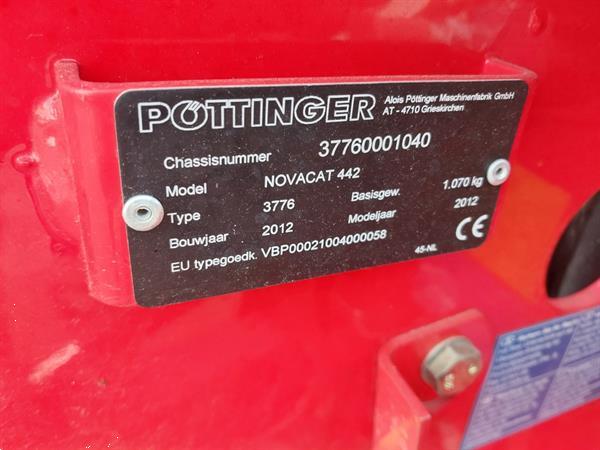 PÖTTINGER
Alois Pöttinger Maschinenfabrik GmbH
AT - 4710 Grieskirchen
Chassisnummer 37760001040
Model NOVACAT 442
Type 3776 Basisgew. 1.070 kg
Bouwjaar 2012 Modeljaar 2012
EU typegoedk. VBP00021004000058
CE
45-NL